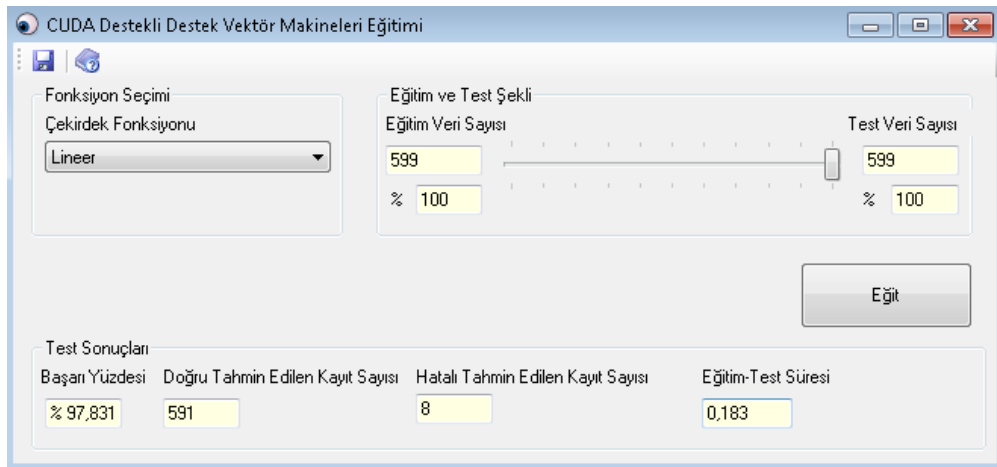 CUDA Destekli Destek Vektör Makineleri Eğitimi
Fonksiyon Seçimi
Çekirdek Fonksiyonu
Lineer
Eğitim ve Test Şekli
Eğitim Veri Sayısı
Test Veri Sayısı
599
599
% 100
% 100
Eğit
Test Sonuçları
Başarı Yüzdesi Doğru Tahmin Edilen Kayıt Sayısı Hatalı Tahmin Edilen Kayıt Sayısı Eğitim-Test Süresi
% 97,831 591 8 0,183